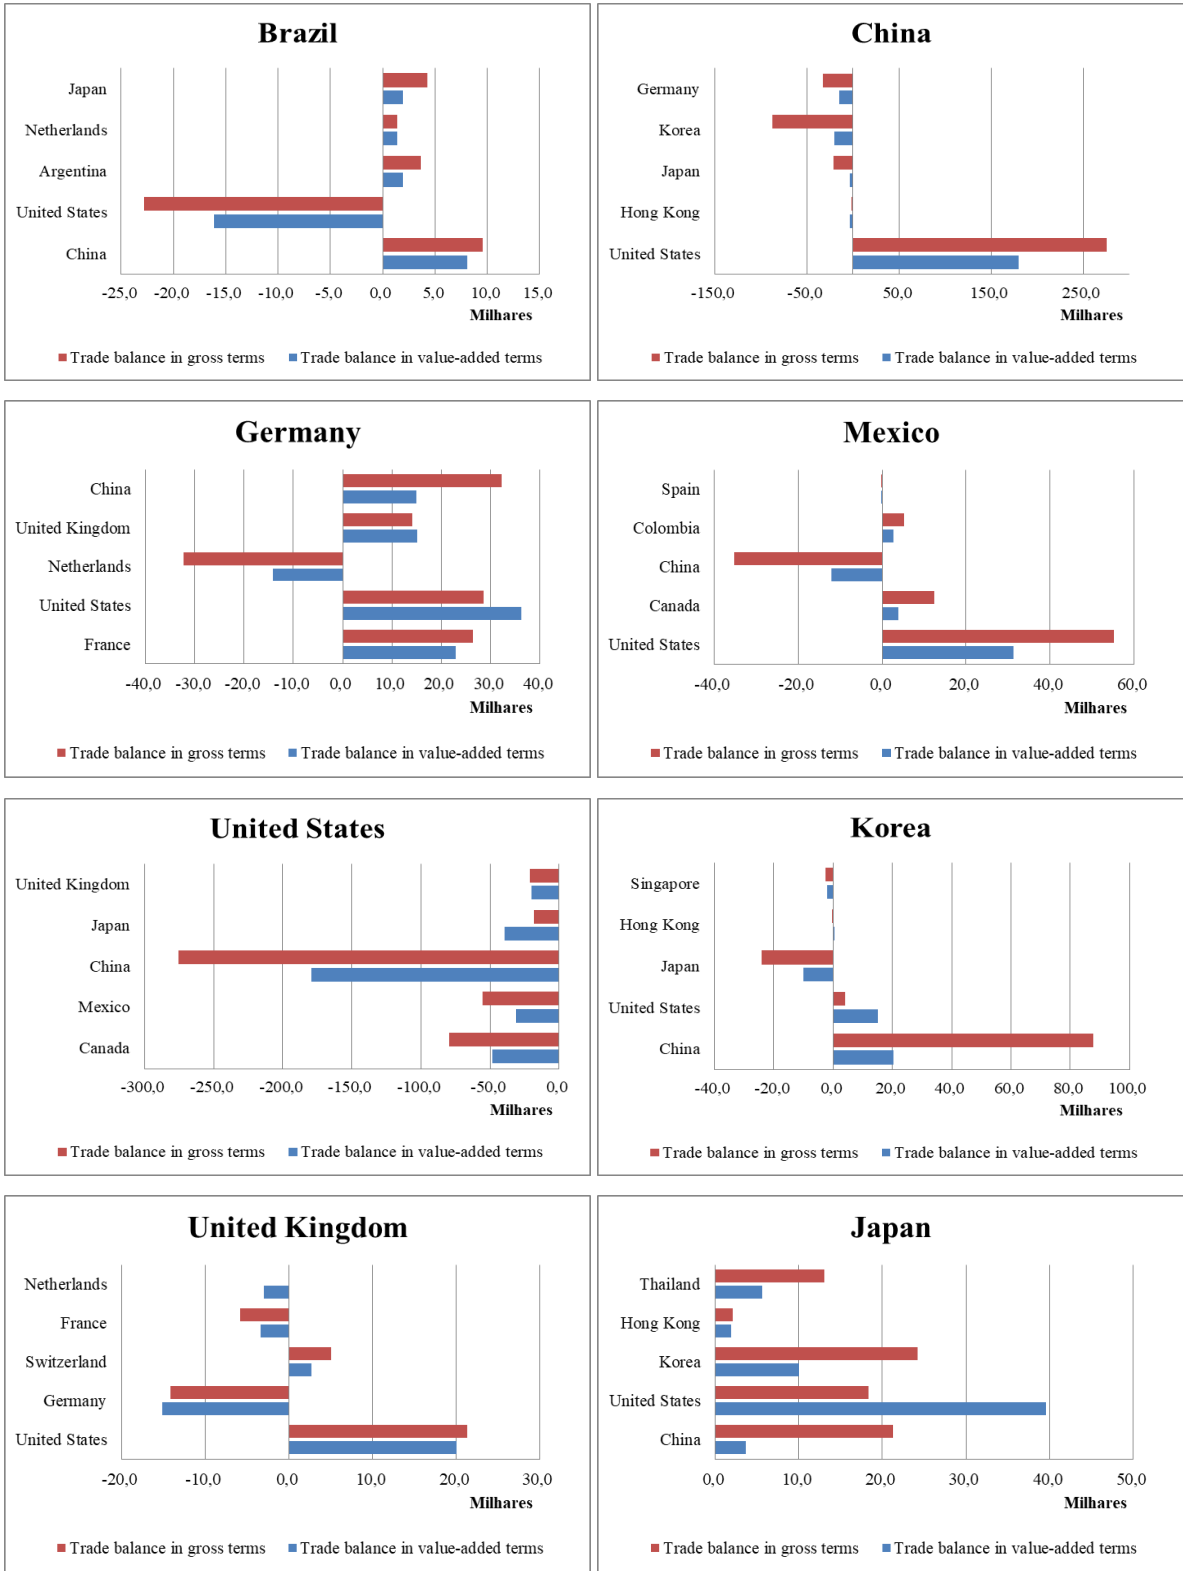 Brazil
Japan
Netherlands
Argentina
United States
China
-25,0 -20,0 -15,0 -10,0 -5,0 0,0 5,0 10,0 15,0
Milhares
Trade balance in gross terms Trade balance in value-added terms
China
Germany
Korea
Japan
Hong Kong
United States
-150,0 -50,0 50,0 150,0 250,0
Milhares
Trade balance in gross terms Trade balance in value-added terms
Germany
China
United Kingdom
Netherlands
United States
France
-40,0 -30,0 -20,0 -10,0 0,0 10,0 20,0 30,0 40,0
Milhares
Trade balance in gross terms Trade balance in value-added terms
Mexico
Spain
Colombia
China
Canada
United States
-40,0 -20,0 0,0 20,0 40,0 60,0
Milhares
Trade balance in gross terms Trade balance in value-added terms
United States
United Kingdom
Japan
China
Mexico
Canada
-300,0 -250,0 -200,0 -150,0 -100,0 -50,0 0,0
Milhares
Trade balance in gross terms Trade balance in value-added terms
Korea
Singapore
Hong Kong
Japan
United States
China
-40,0 -20,0 0,0 20,0 40,0 60,0 80,0 100,0
Milhares
Trade balance in gross terms Trade balance in value-added terms
United Kingdom
Netherlands
France
Switzerland
Germany
United States
-20,0 -10,0 0,0 10,0 20,0 30,0
Milhares
Trade balance in gross terms Trade balance in value-added terms
Japan
Thailand
Hong Kong
Korea
United States
China
0,0 10,0 20,0 30,0 40,0 50,0
Milhares
Trade balance in gross terms Trade balance in value-added terms